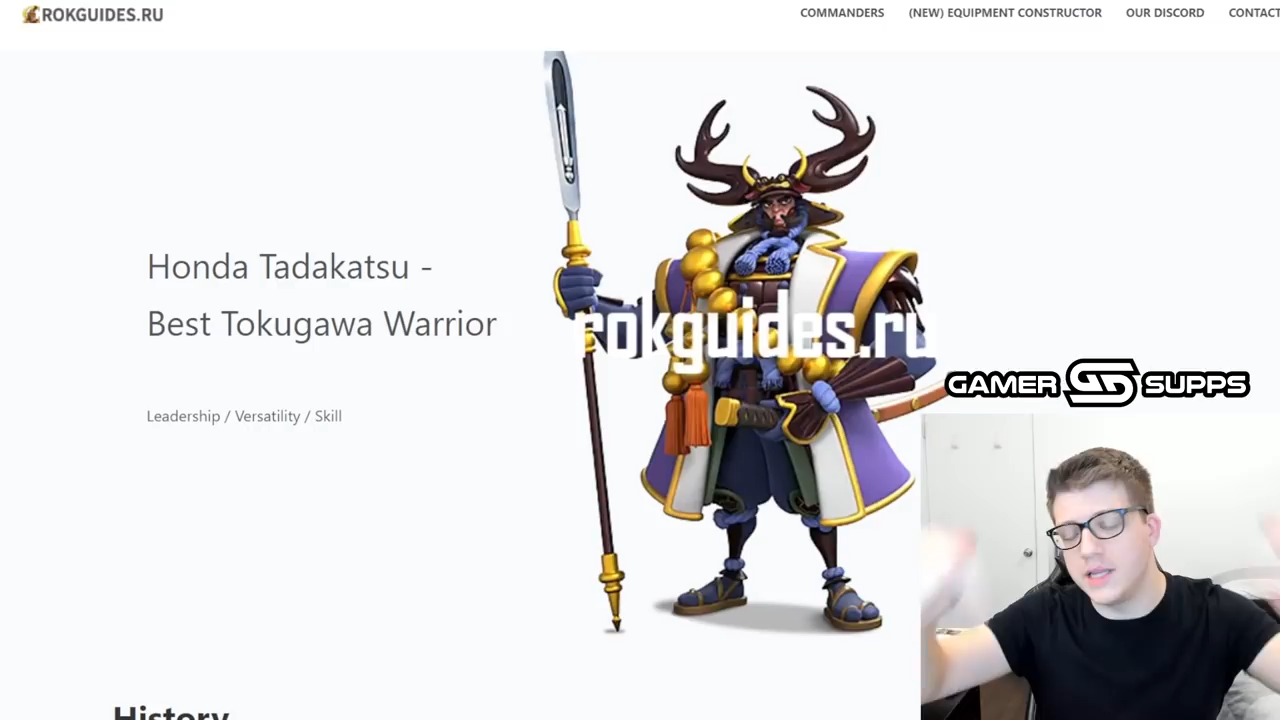 ROKGUIDES.RU
COMMANDERS
(NEW) EQUIPMENT CONSTRUCTOR
OUR DISCORD
CONTACT
Honda Tadakatsu -
Best Tokugawa Warrior
rokguides.ru
Leadership / Versatility / Skill
GAMER GS SUPPS
History